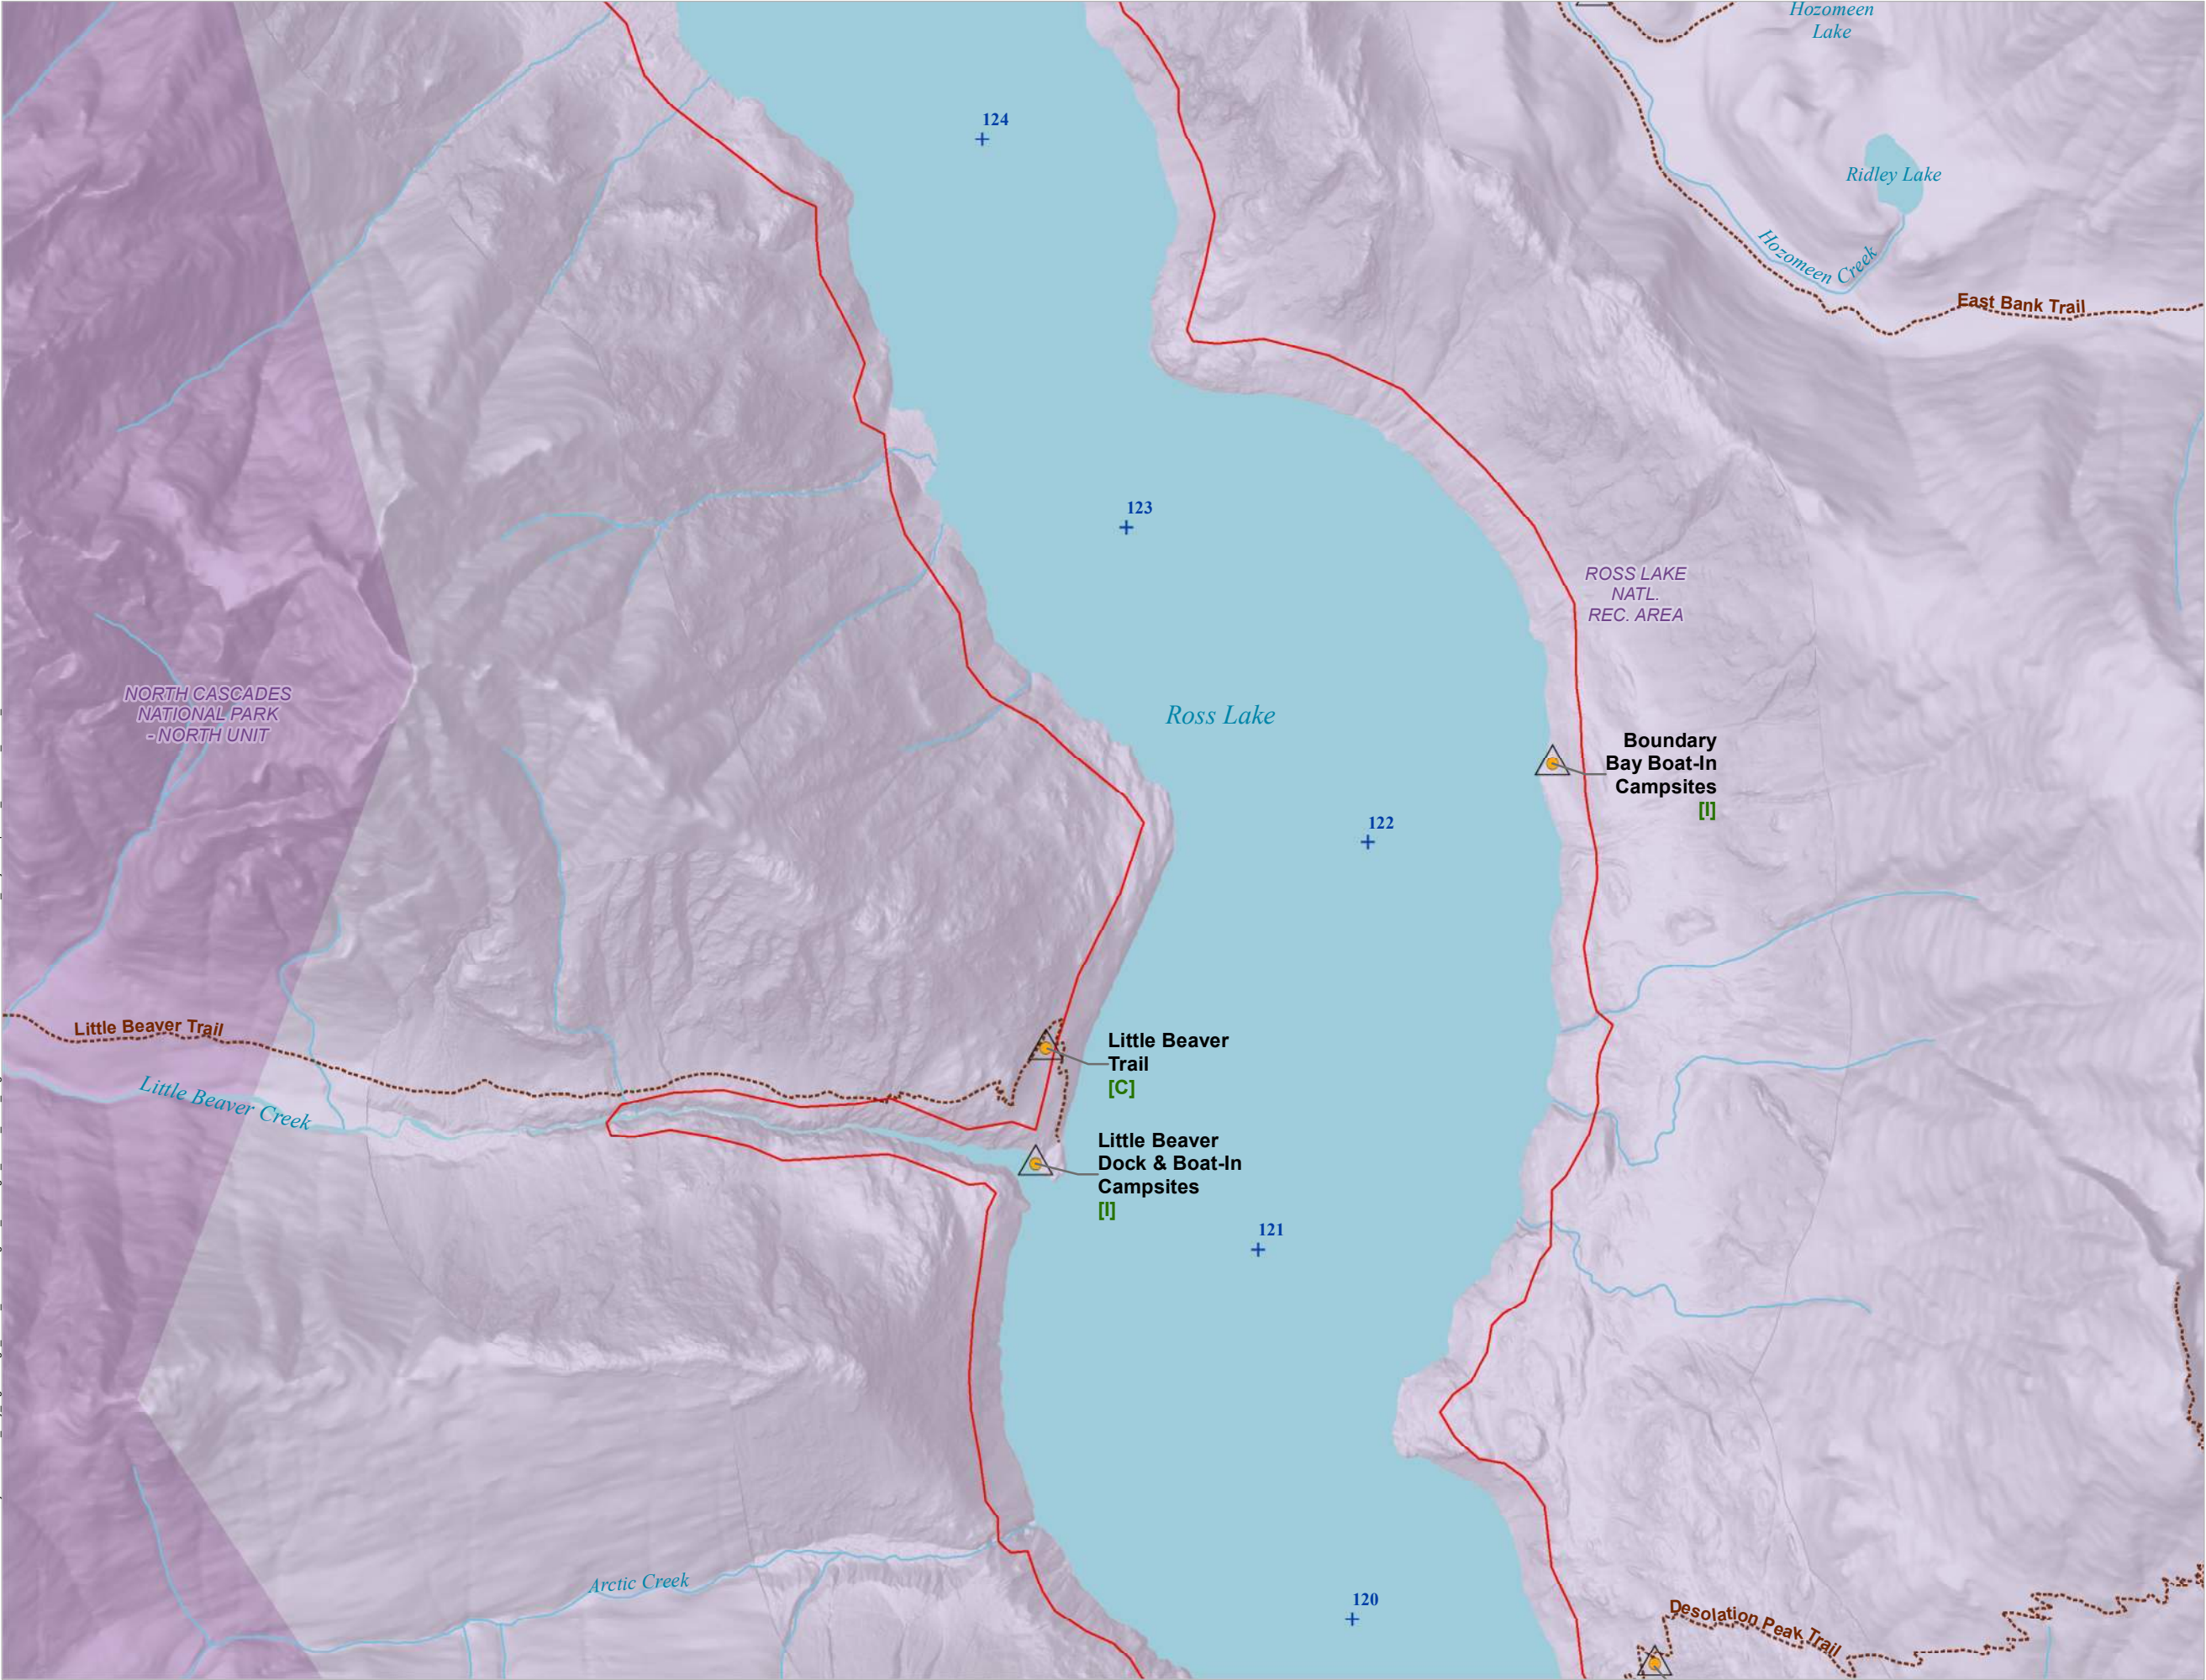 Hozomeen
Lake
124
Ridley Lake
Hozomeen Creek
East Bank Trail
123
ROSS LAKE
NATL.
REC. AREA
NORTH CASCADES
NATIONAL PARK
- NORTH UNIT
Ross Lake
Boundary
Bay Boat-In
Campsites
[I]
122
Little Beaver Trail
Little Beaver
Trail
[C]
Little Beaver Creek
Little Beaver
Dock & Boat-In
Campsites
[I]
121
Arctic Creek
120
Desolation Peak Trail